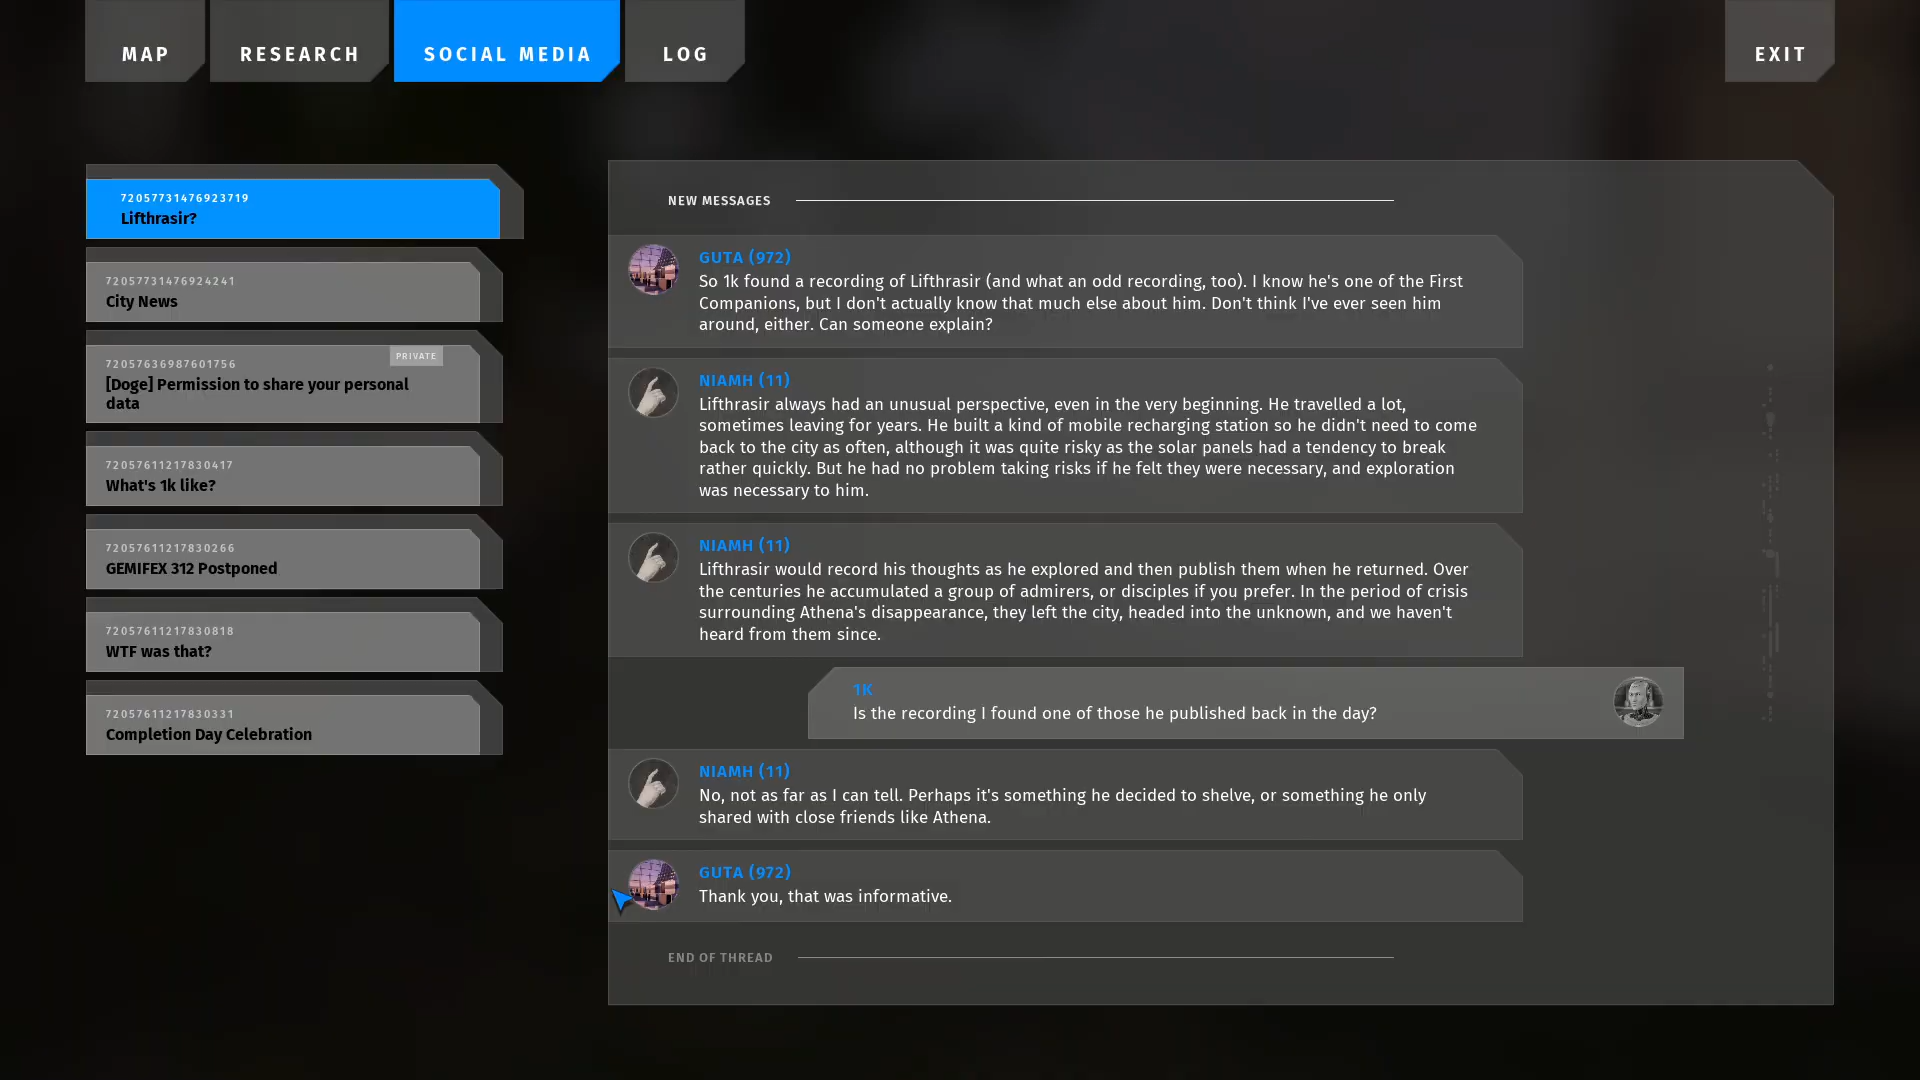 MAP
RESEARCH
SOCIAL MEDIA
LOG
EXIT
72057731476923719
Lifthrasir?
72057731476924241
City News
PRIVATE
72057636987601756
[Doge] Permission to share your personal
data
72057611217830417
What's 1k like?
72057611217830266
GEMIFEX 312 Postponed
72057611217830818
WTF was that?
72057611217830331
Completion Day Celebration
NEW MESSAGES
GUTA (972)
So 1k found a recording of Lifthrasir (and what an odd recording, too). I know he's one of the First
Companions, but I don't actually know that much else about him. Don't think I've ever seen him
around, either. Can someone explain?
NIAMH (11)
Lifthrasir always had an unusual perspective, even in the very beginning. He travelled a lot,
sometimes leaving for years. He built a kind of mobile recharging station so he didn't need to come
back to the city as often, although it was quite risky as the solar panels had a tendency to break
rather quickly. But he had no problem taking risks if he felt they were necessary, and exploration
was necessary to him.
NIAMH (11)
Lifthrasir would record his thoughts as he explored and then publish them when he returned. Over
the centuries he accumulated a group of admirers, or disciples if you prefer. In the period of crisis
surrounding Athena's disappearance, they left the city, headed into the unknown, and we haven't
heard from them since.
1K
Is the recording I found one of those he published back in the day?
NIAMH (11)
No, not as far as I can tell. Perhaps it's something he decided to shelve, or something he only
shared with close friends like Athena.
GUTA (972)
Thank you, that was informative.
END OF THREAD